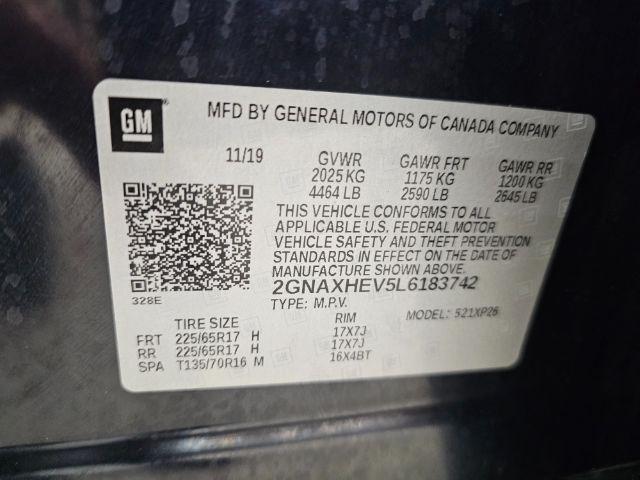 GM
MFD BY GENERAL MOTORS OF CANADA COMPANY
11/19 GVWR GAWR FRT GAWR RR
2025 KG 1175 KG 1200 KG
4464 LB 2590 LB 2645 LB
THIS VEHICLE CONFORMS TO ALL
APPLICABLE U.S. FEDERAL MOTOR
VEHICLE SAFETY AND THEFT PREVENTION
STANDARDS IN EFFECT ON THE DATE OF
MANUFACTURE SHOWN ABOVE.
2GNAXHEV5L6183742
328E
TYPE: M.P.V. MODEL: 521XP26
TIRE SIZE RIM
FRT 225/65R17 H 17X7J
RR 225/65R17 H 17X7J
SPA T135/70R16 M 16X4BT